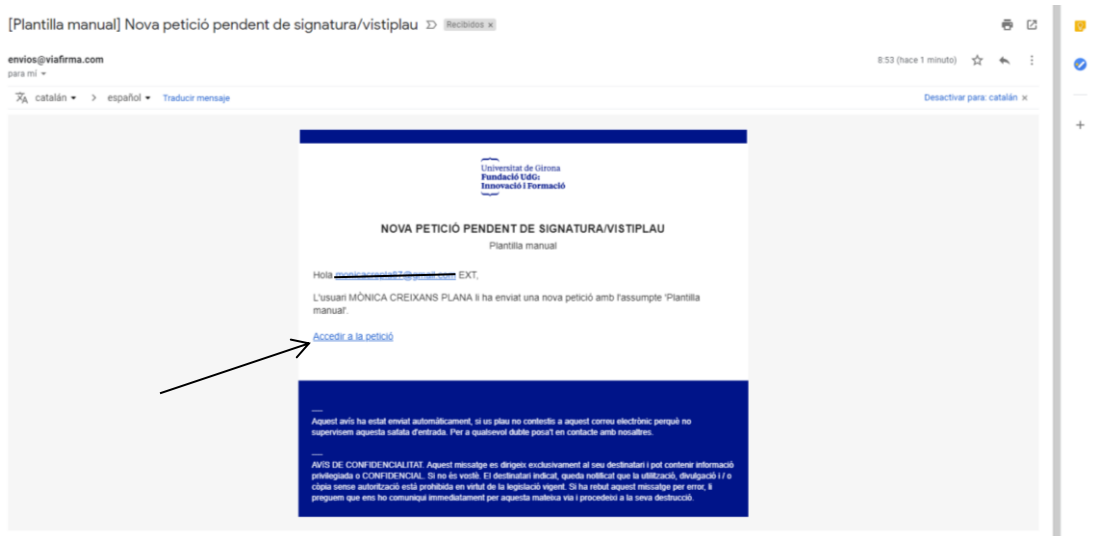 [Plantilla manual] Nova petició pendent de signatura/vistiplau Recibidos x
envios@viafirma.com
8:53 (hace 1 minuto)
para mí
catalán > español Traducir mensaje
Desactivar para: catalán x
Universitat de Girona
Fundació UdG:
Innovació i Formació
NOVA PETICIÓ PENDENT DE SIGNATURA/VISTIPLAU
Plantilla manual
Hola EXT,
L'usuari MÒNICA CREIXANS PLANA li ha enviat una nova petició amb l'assumpte 'Plantilla
manual'.
Accedir a la petició
Aquest avís ha estat enviat automàticament, si us plau no contestis a aquest correu electrònic perquè no
supervisem aquesta safata d'entrada. Per a qualsevol dubte posa't en contacte amb nosaltres.
AVÍS DE CONFIDENCIALITAT. Aquest missatge es dirigeix exclusivament al seu destinatari i pot contenir informació
privilegiada o CONFIDENCIAL. Si no és vostè. El destinatari indicat, queda notificat que la utilització, divulgació i / o
còpia sense autorització està prohibida en virtut de la legislació vigent. Si ha rebut aquest missatge per error, li
preguem que ens ho comuniqui immediatament per aquesta mateixa via i procedeixi a la seva destrucció.